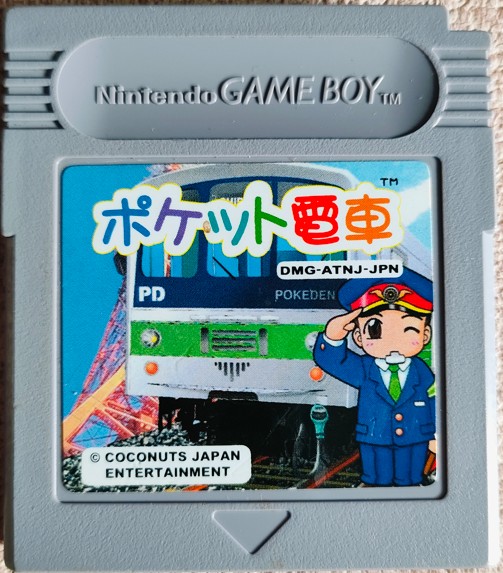 Nintendo GAME BOY TM
ポケット電車 TM
DMG-ATNJ-JPN
PD
POKEDEN
© COCONUTS JAPAN
ENTERTAINMENT